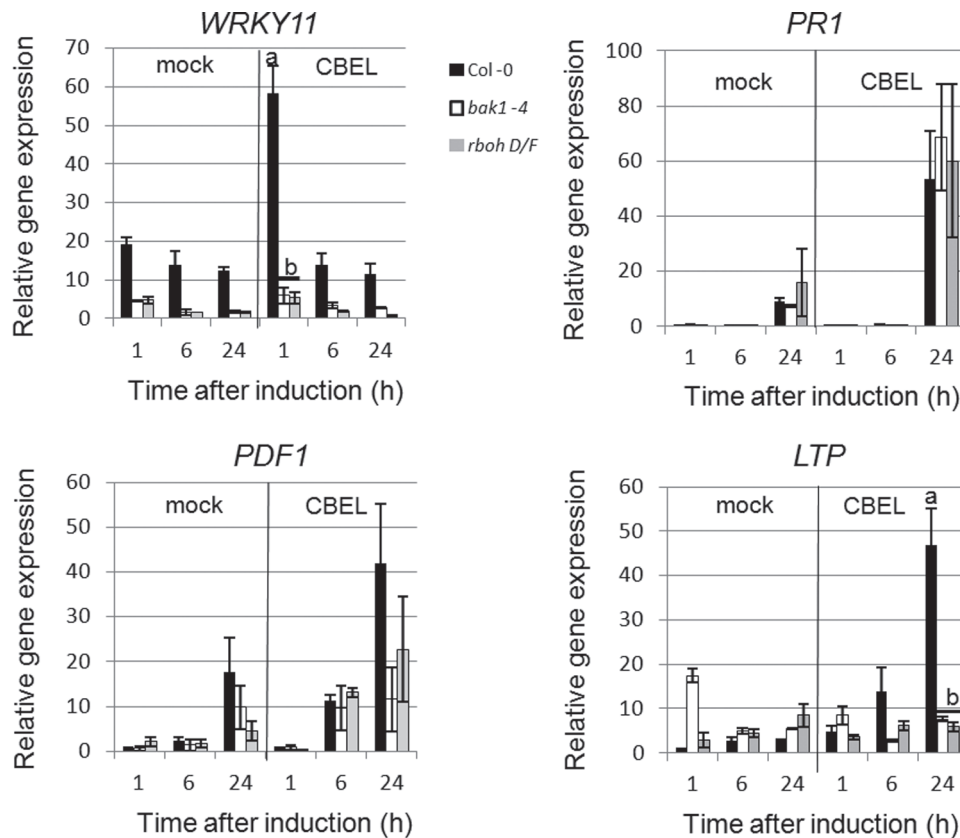 WRKY11
Relative gene expression
70
60
50
40
30
20
10
0
mock
CBEL
a
b
1 6 24 1 6 24
Time after induction (h)
Col -0
bak1 -4
rboh D/F
PR1
Relative gene expression
100
80
60
40
20
0
mock
CBEL
1 6 24 1 6 24
Time after induction (h)
PDF1
Relative gene expression
60
50
40
30
20
10
0
mock
CBEL
1 6 24 1 6 24
Time after induction (h)
LTP
Relative gene expression
60
50
40
30
20
10
0
mock
CBEL
a
b
1 6 24 1 6 24
Time after induction (h)